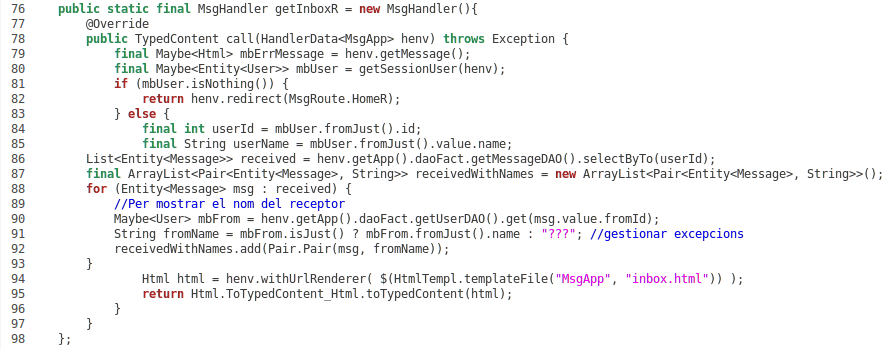 76    public static final MsgHandler getInboxR = new MsgHandler(){
77        @Override
78        public TypedContent call(HandlerData<MsgApp> henv) throws Exception {
79            final Maybe<Html> mbErrMessage = henv.getMessage();
80            final Maybe<Entity<User>> mbUser = getSessionUser(henv);
81            if (mbUser.isNothing()) {
82                return henv.redirect(MsgRoute.HomeR);
83            } else {
84                final int userId = mbUser.fromJust().id;
85                final String userName = mbUser.fromJust().value.name;
86        List<Entity<Message>> received = henv.getApp().daoFact.getMessageDAO().selectByTo(userId);
87        final ArrayList<Pair<Entity<Message>, String>> receivedWithNames = new ArrayList<Pair<Entity<Message>, String>>();
88        for (Entity<Message> msg : received) {
89            //Per mostrar el nom del receptor
90            Maybe<User> mbFrom = henv.getApp().daoFact.getUserDAO().get(msg.value.fromId);
91            String fromName = mbFrom.isJust() ? mbFrom.fromJust().name : "???"; //gestionar excepcions
92            receivedWithNames.add(Pair.Pair(msg, fromName));
93        }
94                Html html = henv.withUrlRenderer( $(HtmlTempl.templateFile("MsgApp", "inbox.html")) );
95                return Html.ToTypedContent_Html.toTypedContent(html);
96            }
97        }
98    };